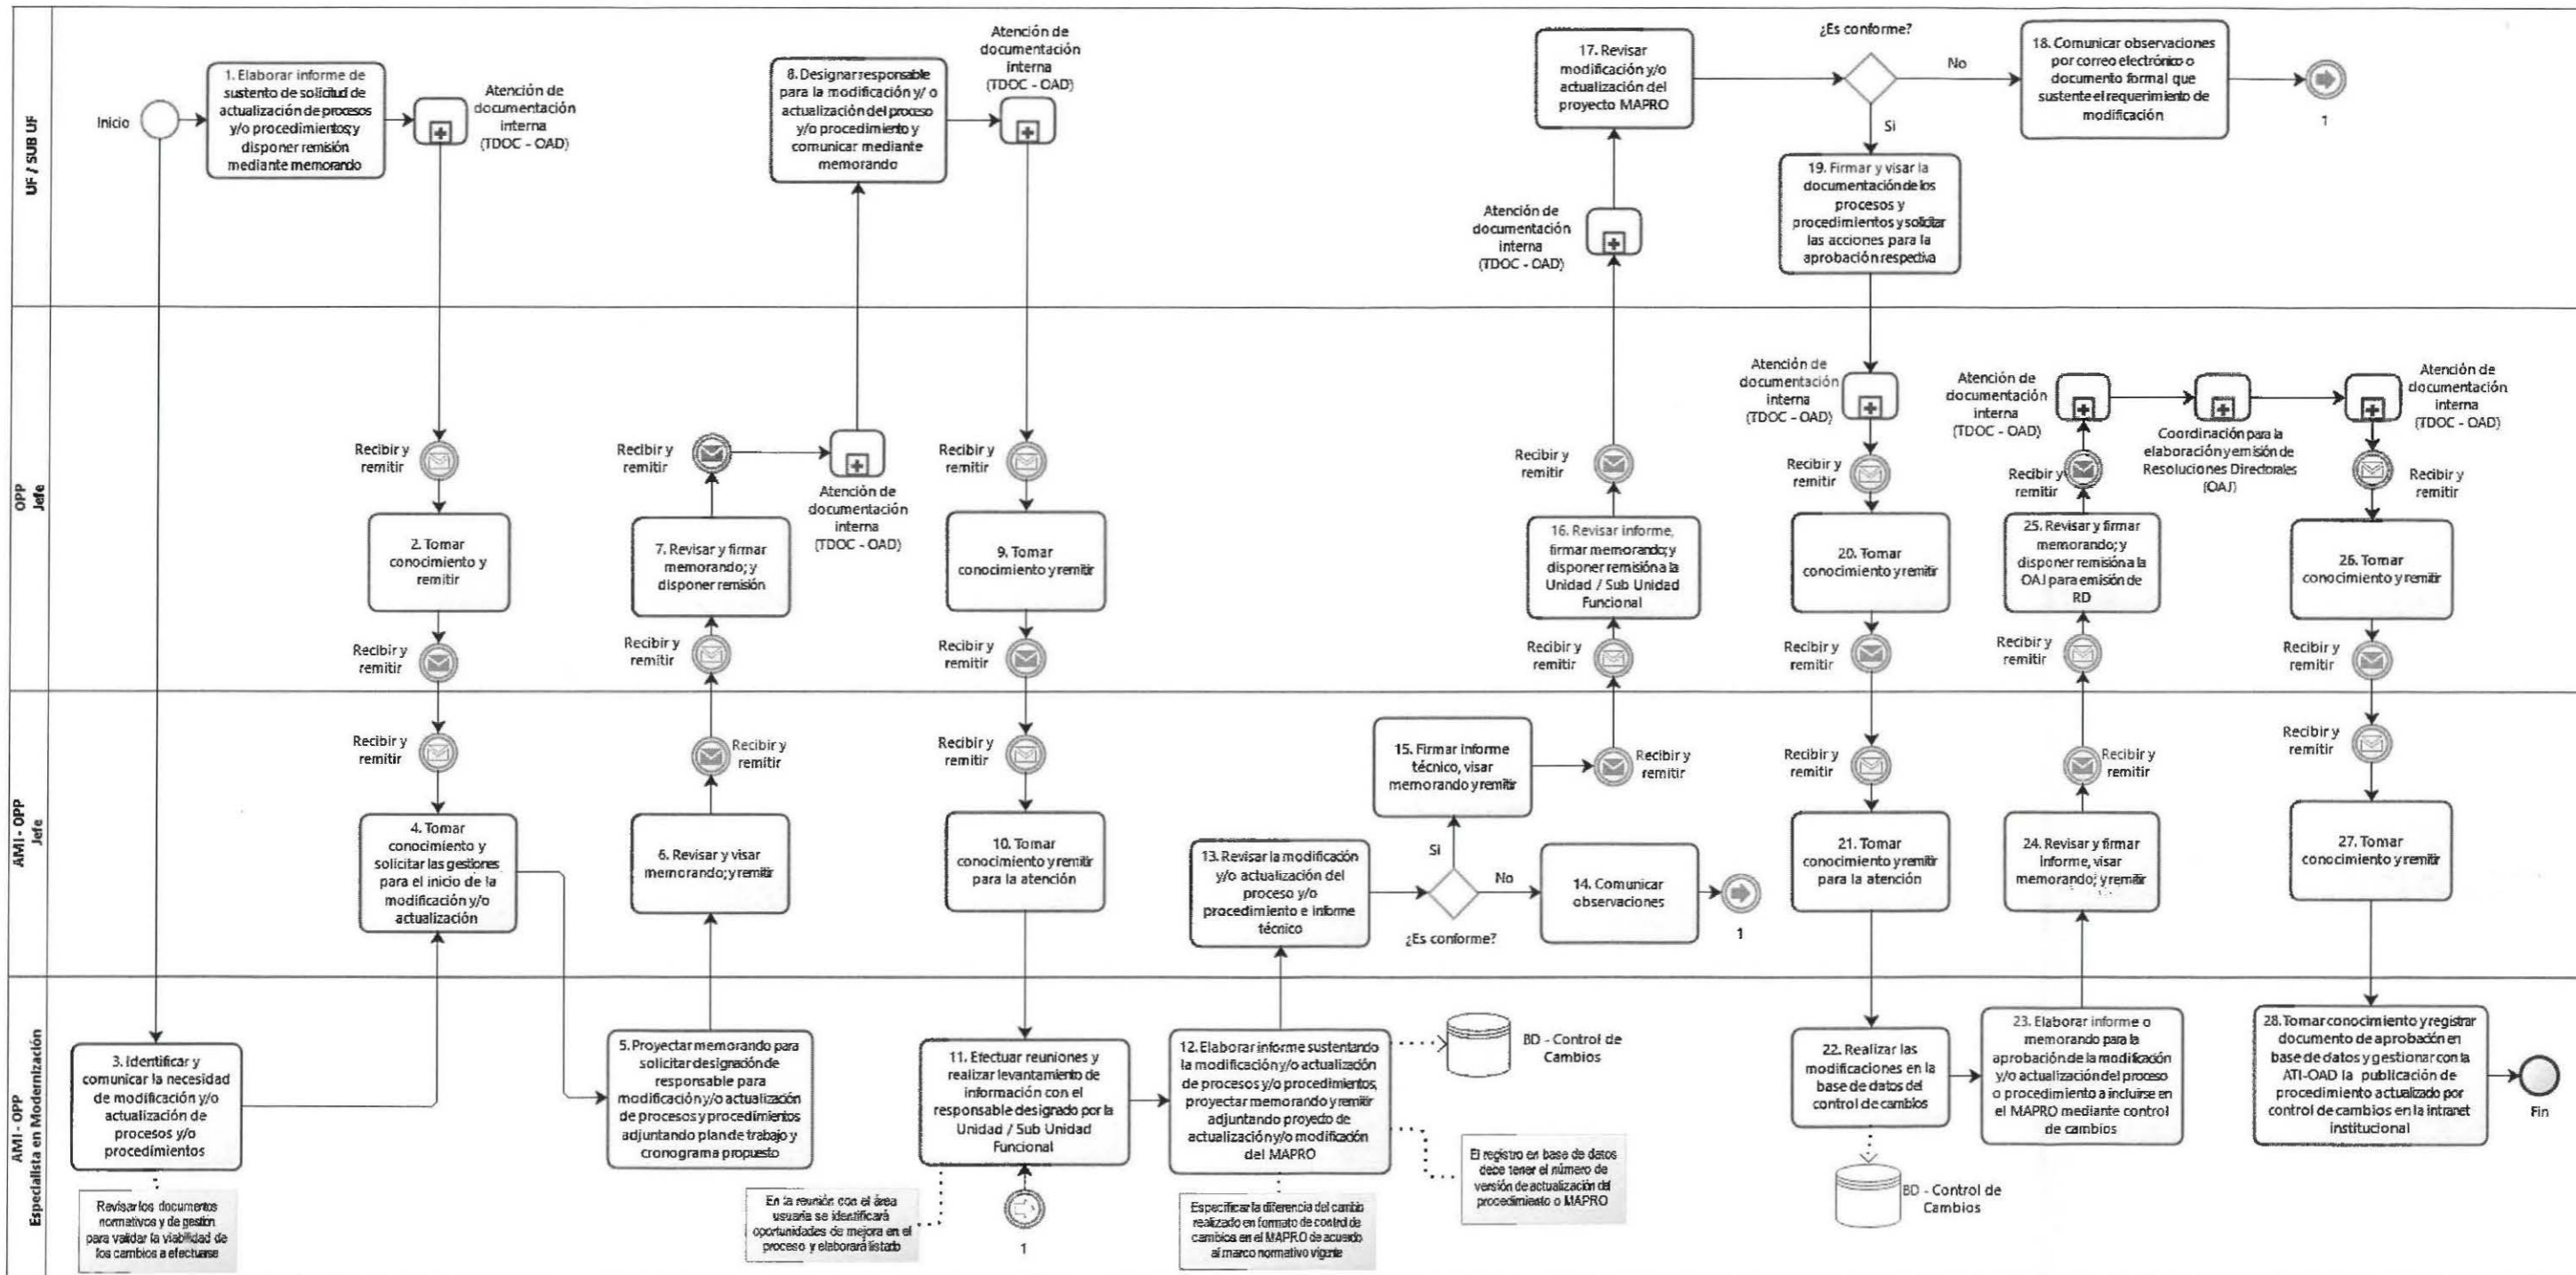 UF / SUB UF
Inicio
1. Elaborar informe de
sustento de solicitud de
actualización de procesos
y/o procedimientos; y
disponer remisión
mediante memorando
Atención de
documentación
interna
(TDOC - OAD)
8. Designar responsable
para la modificación y/ o
actualización del proceso
y/o procedimiento y
comunicar mediante
memorando
Atención de
documentación
interna
(TDOC - OAD)
Atención de
documentación
interna
(TDOC - OAD)
17. Revisar
modificación y/o
actualización del
proyecto MAPRO
¿Es conforme?
No
Si
18. Comunicar observaciones
por correo electrónico o
documento formal que
sustente el requerimiento de
modificación
1
19. Firmar y visar la
documentación de los
procesos y
procedimientos y solicitar
las acciones para la
aprobación respectiva
OPP
Jefe
Recibir y
remitir
2. Tomar
conocimiento y
remitir
Recibir y
remitir
Recibir y
remitir
Atención de
documentación
interna
(TDOC - OAD)
7. Revisar y firmar
memorando; y
disponer remisión
Recibir y
remitir
Recibir y
remitir
9. Tomar
conocimiento y remitir
Recibir y
remitir
Recibir y
remitir
16. Revisar informe,
firmar memorando; y
disponer remisión a la
Unidad / Sub Unidad
Funcional
Recibir y
remitir
Atención de
documentación
interna
(TDOC - OAD)
Recibir y
remitir
20. Tomar
conocimiento y remitir
Recibir y
remitir
Atención de
documentación
interna
(TDOC - OAD)
Coordinación para la
elaboración y emisión de
Resoluciones Directorales
(OAJ)
Atención de
documentación
interna
(TDOC - OAD)
Recibir y
remitir
25. Revisar y firmar
memorando; y
disponer remisión a la
OAJ para emisión de
RD
Recibir y
remitir
Recibir y
remitir
26. Tomar
conocimiento y remitir
Recibir y
remitir
AMI - OPP
Jefe
Recibir y
remitir
4. Tomar
conocimiento y
solicitar las gestiones
para el inicio de la
modificación y/o
actualización
Recibir y
remitir
6. Revisar y visar
memorando; y remitir
Recibir y
remitir
10. Tomar
conocimiento y remitir
para la atención
13. Revisar la modificación
y/o actualización del
proceso y/o
procedimiento e informe
técnico
¿Es conforme?
Si
No
15. Firmar informe
técnico, visar
memorando y remitir
Recibir y
remitir
14. Comunicar
observaciones
1
Recibir y
remitir
21. Tomar
conocimiento y remitir
para la atención
Recibir y
remitir
24. Revisar y firmar
informe, visar
memorando; y remitir
Recibir y
remitir
27. Tomar
conocimiento y remitir
AMI - OPP
Especialista en Modernización
3. Identificar y
comunicar la necesidad
de modificación y/o
actualización de
procesos y/o
procedimientos
Revisar los documentos
normativos y de gestión
para validar la viabilidad de
los cambios a efectuarse
5. Proyectar memorando para
solicitar designación de
responsable para
modificación y/o actualización
de procesos y procedimientos
adjuntando plan de trabajo y
cronograma propuesto
11. Efectuar reuniones y
realizar levantamiento de
información con el
responsable designado por la
Unidad / Sub Unidad
Funcional
En la reunión con el área
usuaria se identificará
oportunidades de mejora en el
proceso y elaborará listado
1
12. Elaborar informe sustentando
la modificación y/o actualización
de procesos y/o procedimientos,
proyectar memorando y remitir
adjuntando proyecto de
actualización y/o modificación
del MAPRO
BD - Control de
Cambios
Especificar la diferencia del cambio
realizado en formato de control de
cambios en el MAPRO de acuerdo
al marco normativo vigente
El registro en base de datos
debe tener el número de
versión de actualización del
procedimiento o MAPRO
22. Realizar las
modificaciones en la
base de datos del
control de cambios
BD - Control de
Cambios
23. Elaborar informe o
memorando para la
aprobación de la modificación
y/o actualización del proceso
o procedimiento a incluirse en
el MAPRO mediante control
de cambios
28. Tomar conocimiento y registrar
documento de aprobación en
base de datos y gestionar con la
ATI-OAD la publicación de
procedimiento actualizado por
control de cambios en la intranet
institucional
Fin